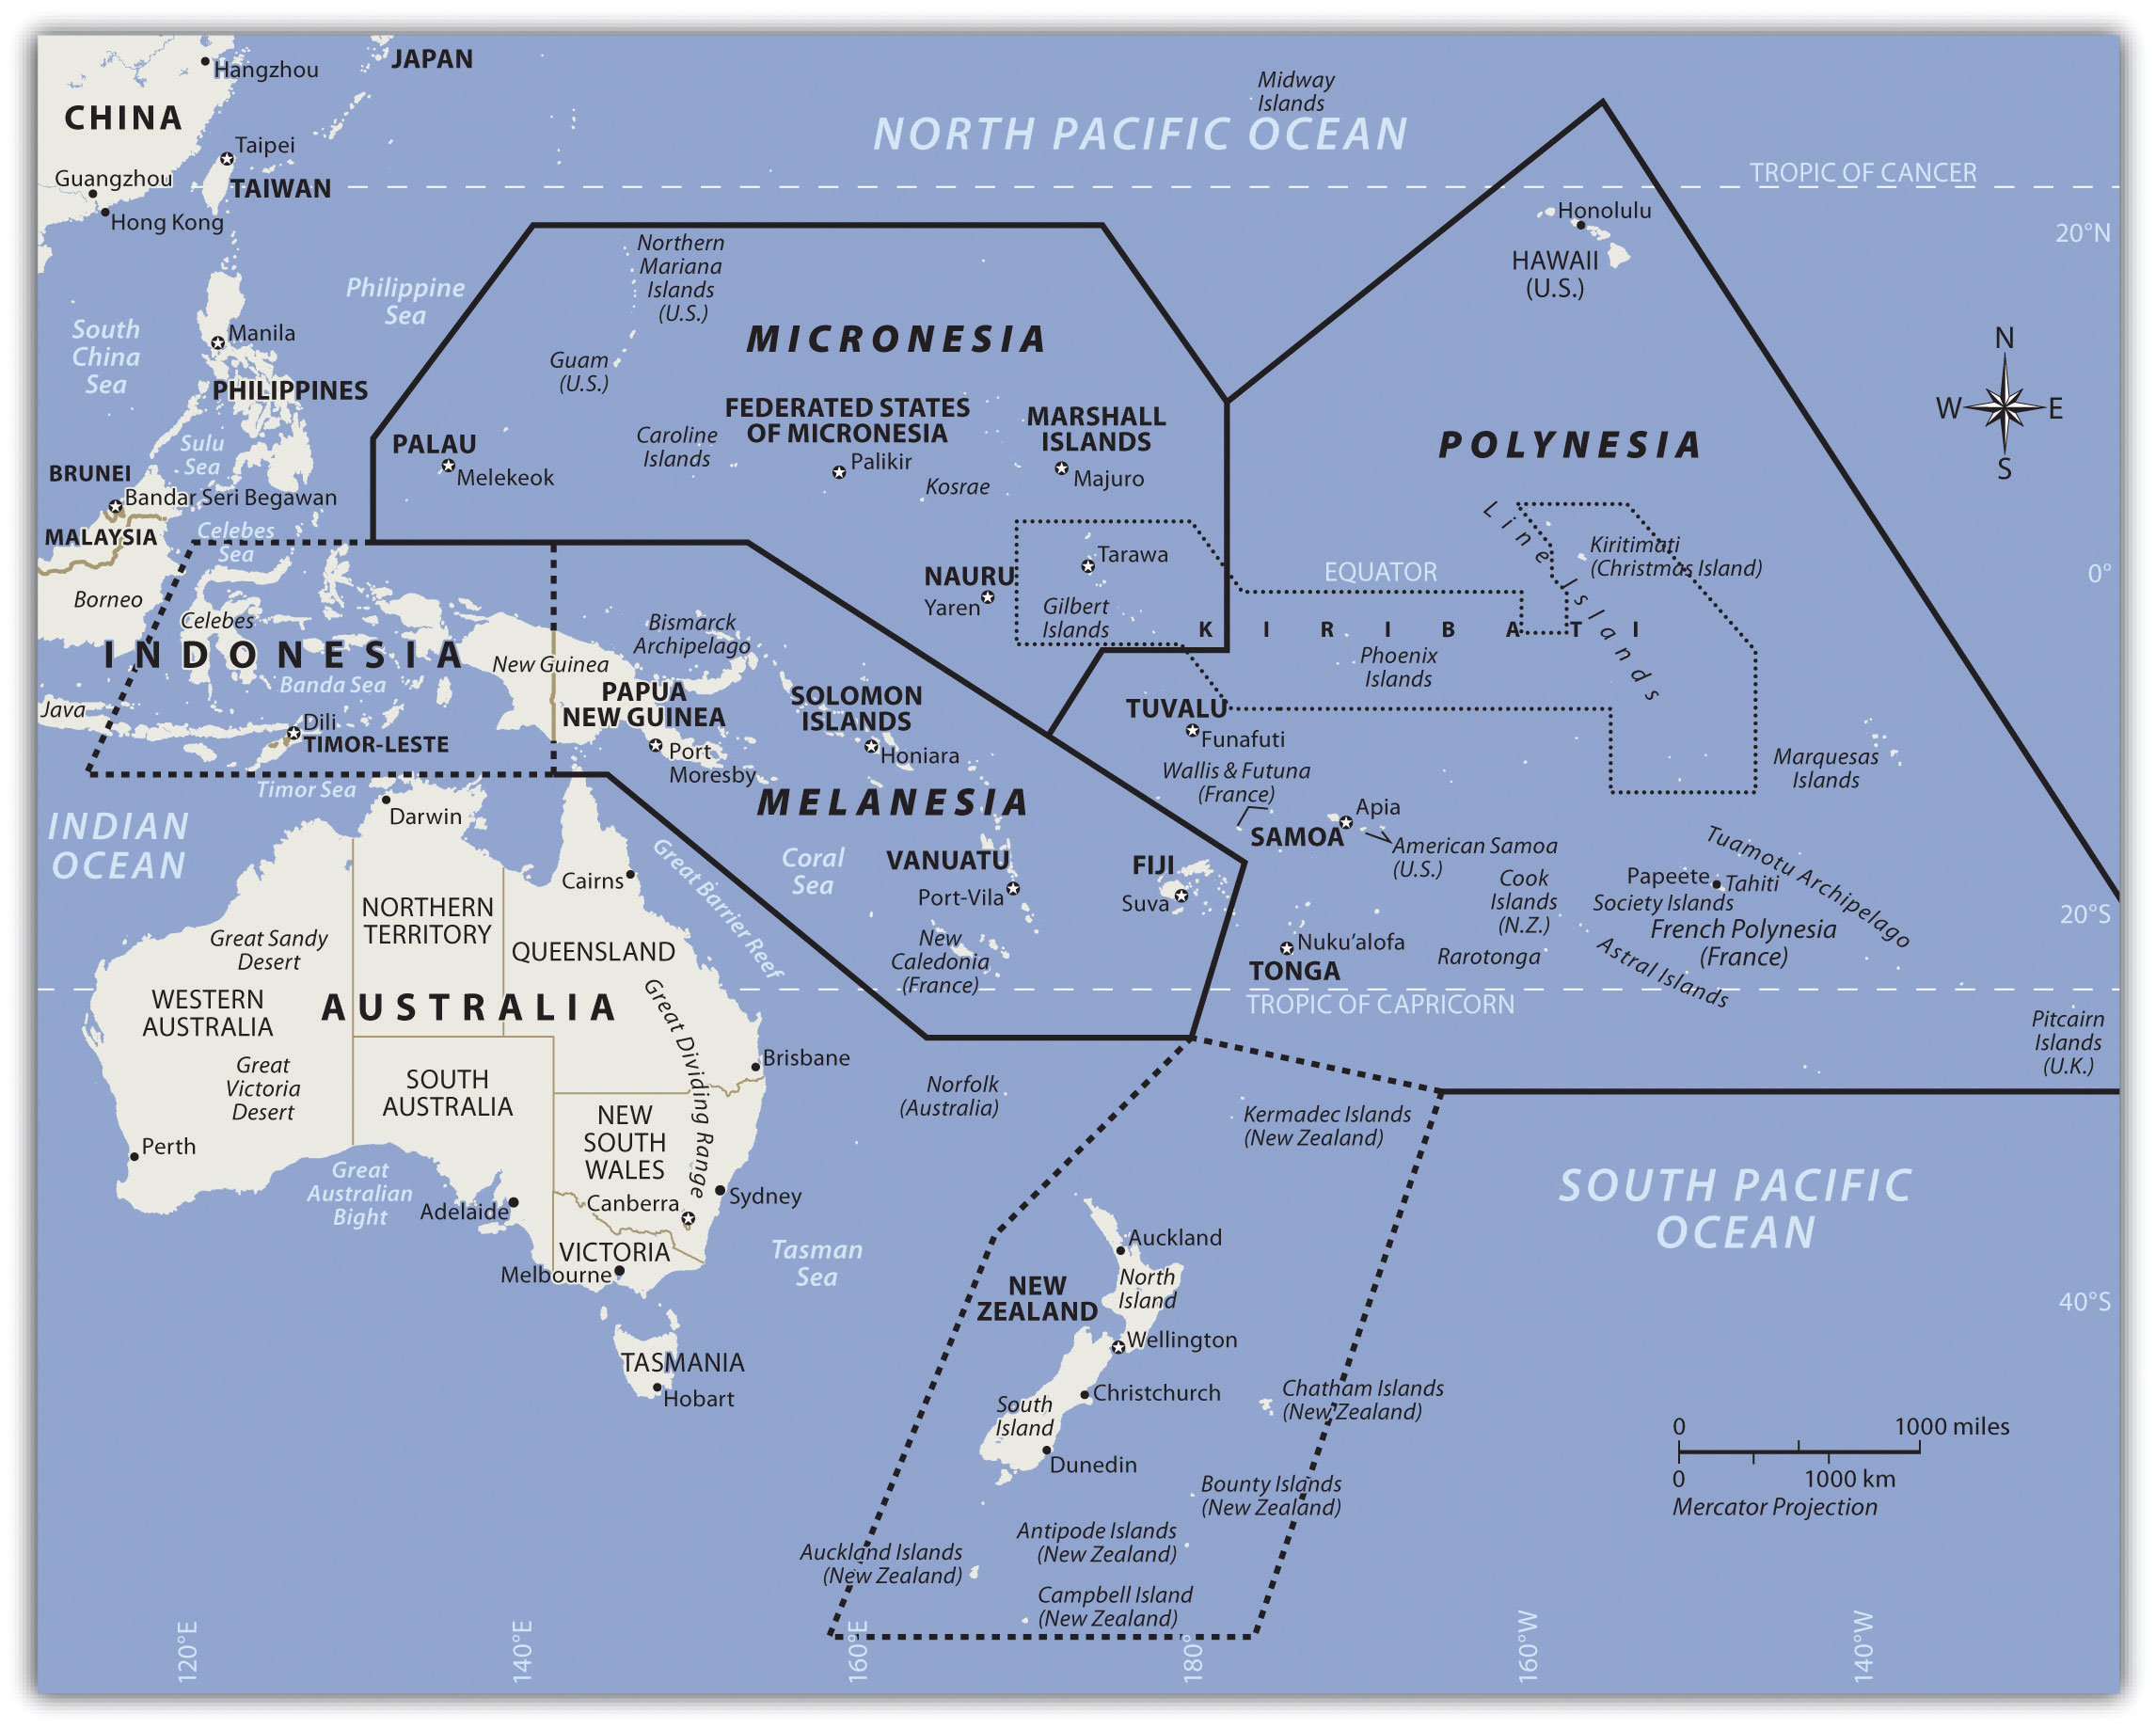 JAPAN
Hangzhou
CHINA
Midway
Islands
NORTH PACIFIC OCEAN
Taipei
Guangzhou
TAIWAN
Hong Kong
TROPIC OF CANCER
Honolulu
20°N
HAWAII
(U.S.)
Northern
Mariana
Islands
(U.S.)
Philippine
Sea
South
China
Sea
Manila
MICRONESIA
N
W
E
S
Guam
(U.S.)
PHILIPPINES
FEDERATED STATES
OF MICRONESIA
Palikir
MARSHALL
ISLANDS
Majuro
POLYNESIA
PALAU
Melekeok
Caroline
Islands
Kosrae
Sulu
Sea
BRUNEI
Bandar Seri Begawan
MALAYSIA
Celebes
Sea
Line Islands
Kiritimati
(Christmas Island)
Tarawa
NAURU
Yaren
EQUATOR
0°
Borneo
Celebes
Gilbert
Islands
KIRIBATI
Phoenix
Islands
Bismarck
Archipelago
INDONESIA
New Guinea
Banda Sea
Java
PAPUA
NEW GUINEA
Port
Moresby
SOLOMON
ISLANDS
Honiara
TUVALU
Funafuti
Dili
TIMOR-LESTE
Timor Sea
Wallis & Futuna
(France)
Marquesas
Islands
MELANESIA
Apia
SAMOA
American Samoa
(U.S.)
INDIAN
OCEAN
Darwin
Great Barrier Reef
Coral
Sea
VANUATU
Port-Vila
FIJI
Suva
Tuamotu Archipelago
Cook
Islands
(N.Z.)
Papeete
Tahiti
Society Islands
French Polynesia
(France)
20°S
Cairns
NORTHERN
TERRITORY
QUEENSLAND
Great Sandy
Desert
New
Caledonia
(France)
Nuku’alofa
TONGA
Rarotonga
Astral Islands
TROPIC OF CAPRICORN
WESTERN
AUSTRALIA
AUSTRALIA
Great Dividing Range
Pitcairn
Islands
(U.K.)
Great
Victoria
Desert
SOUTH
AUSTRALIA
Brisbane
Norfolk
(Australia)
Kermadec Islands
(New Zealand)
NEW
SOUTH
WALES
Perth
Great
Australian
Bight
Adelaide
Canberra
Sydney
SOUTH PACIFIC
OCEAN
VICTORIA
Melbourne
Tasman
Sea
Auckland
North
Island
NEW
ZEALAND
Wellington
40°S
TASMANIA
Hobart
Christchurch
South
Island
Chatham Islands
(New Zealand)
Dunedin
0
1000 miles
0
1000 km
Mercator Projection
Bounty Islands
(New Zealand)
Antipode Islands
(New Zealand)
Auckland Islands
(New Zealand)
Campbell Island
(New Zealand)
120°E
140°E
160°E
180°
160°W
140°W